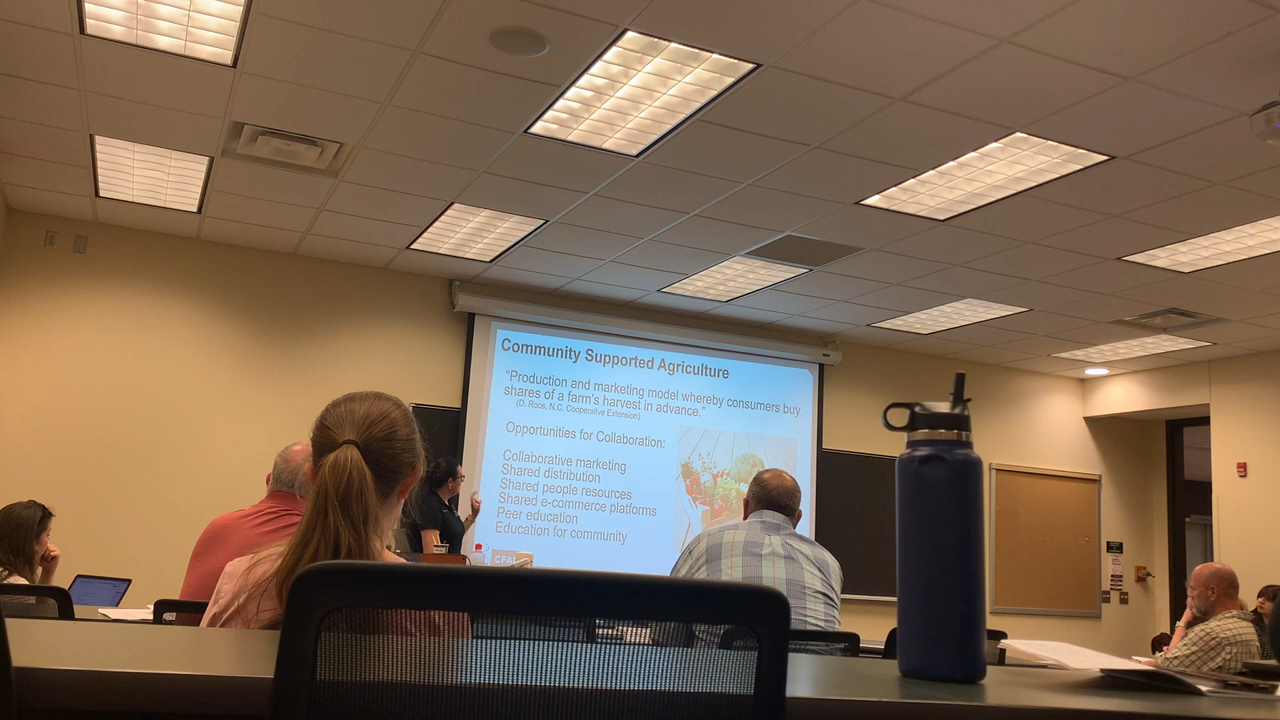 Community Supported Agriculture
“Production and marketing model whereby consumers buy
shares of a farm’s harvest in advance.”
(D. Roos, N.C. Cooperative Extension)
Opportunities for Collaboration:
Collaborative marketing
Shared distribution
Shared people resources
Shared e-commerce platforms
Peer education
Education for community